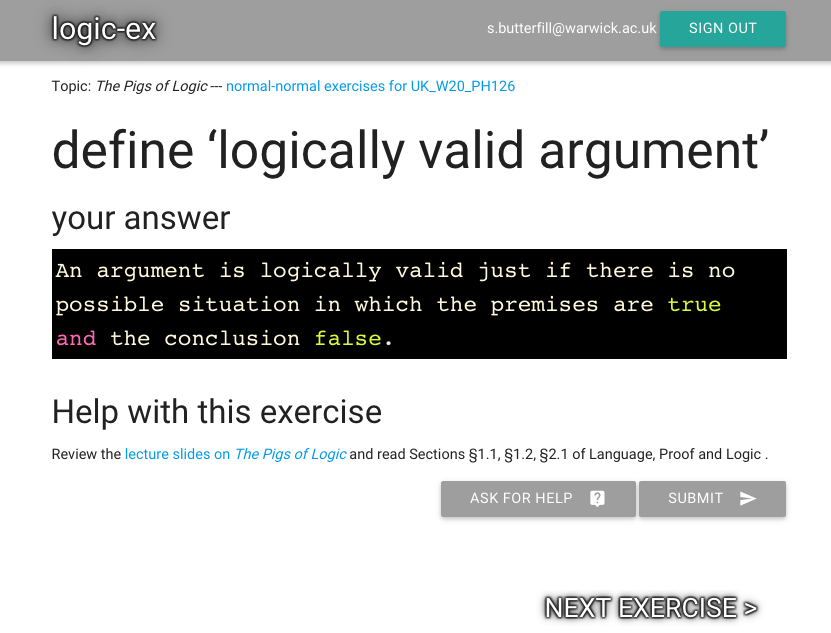 logic-ex
s.butterfill@warwick.ac.uk SIGN OUT
Topic: The Pigs of Logic --- normal-normal exercises for UK_W20_PH126
define ‘logically valid argument’
your answer
An argument is logically valid just if there is no
possible situation in which the premises are true
and the conclusion false.
Help with this exercise
Review the lecture slides on The Pigs of Logic and read Sections §1.1, §1.2, §2.1 of Language, Proof and Logic .
ASK FOR HELP SUBMIT
NEXT EXERCISE >